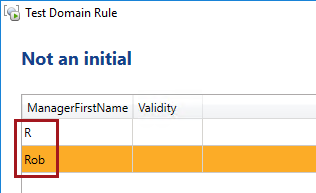 Test Domain Rule
Not an initial
ManagerFirstName Validity
R
Rob